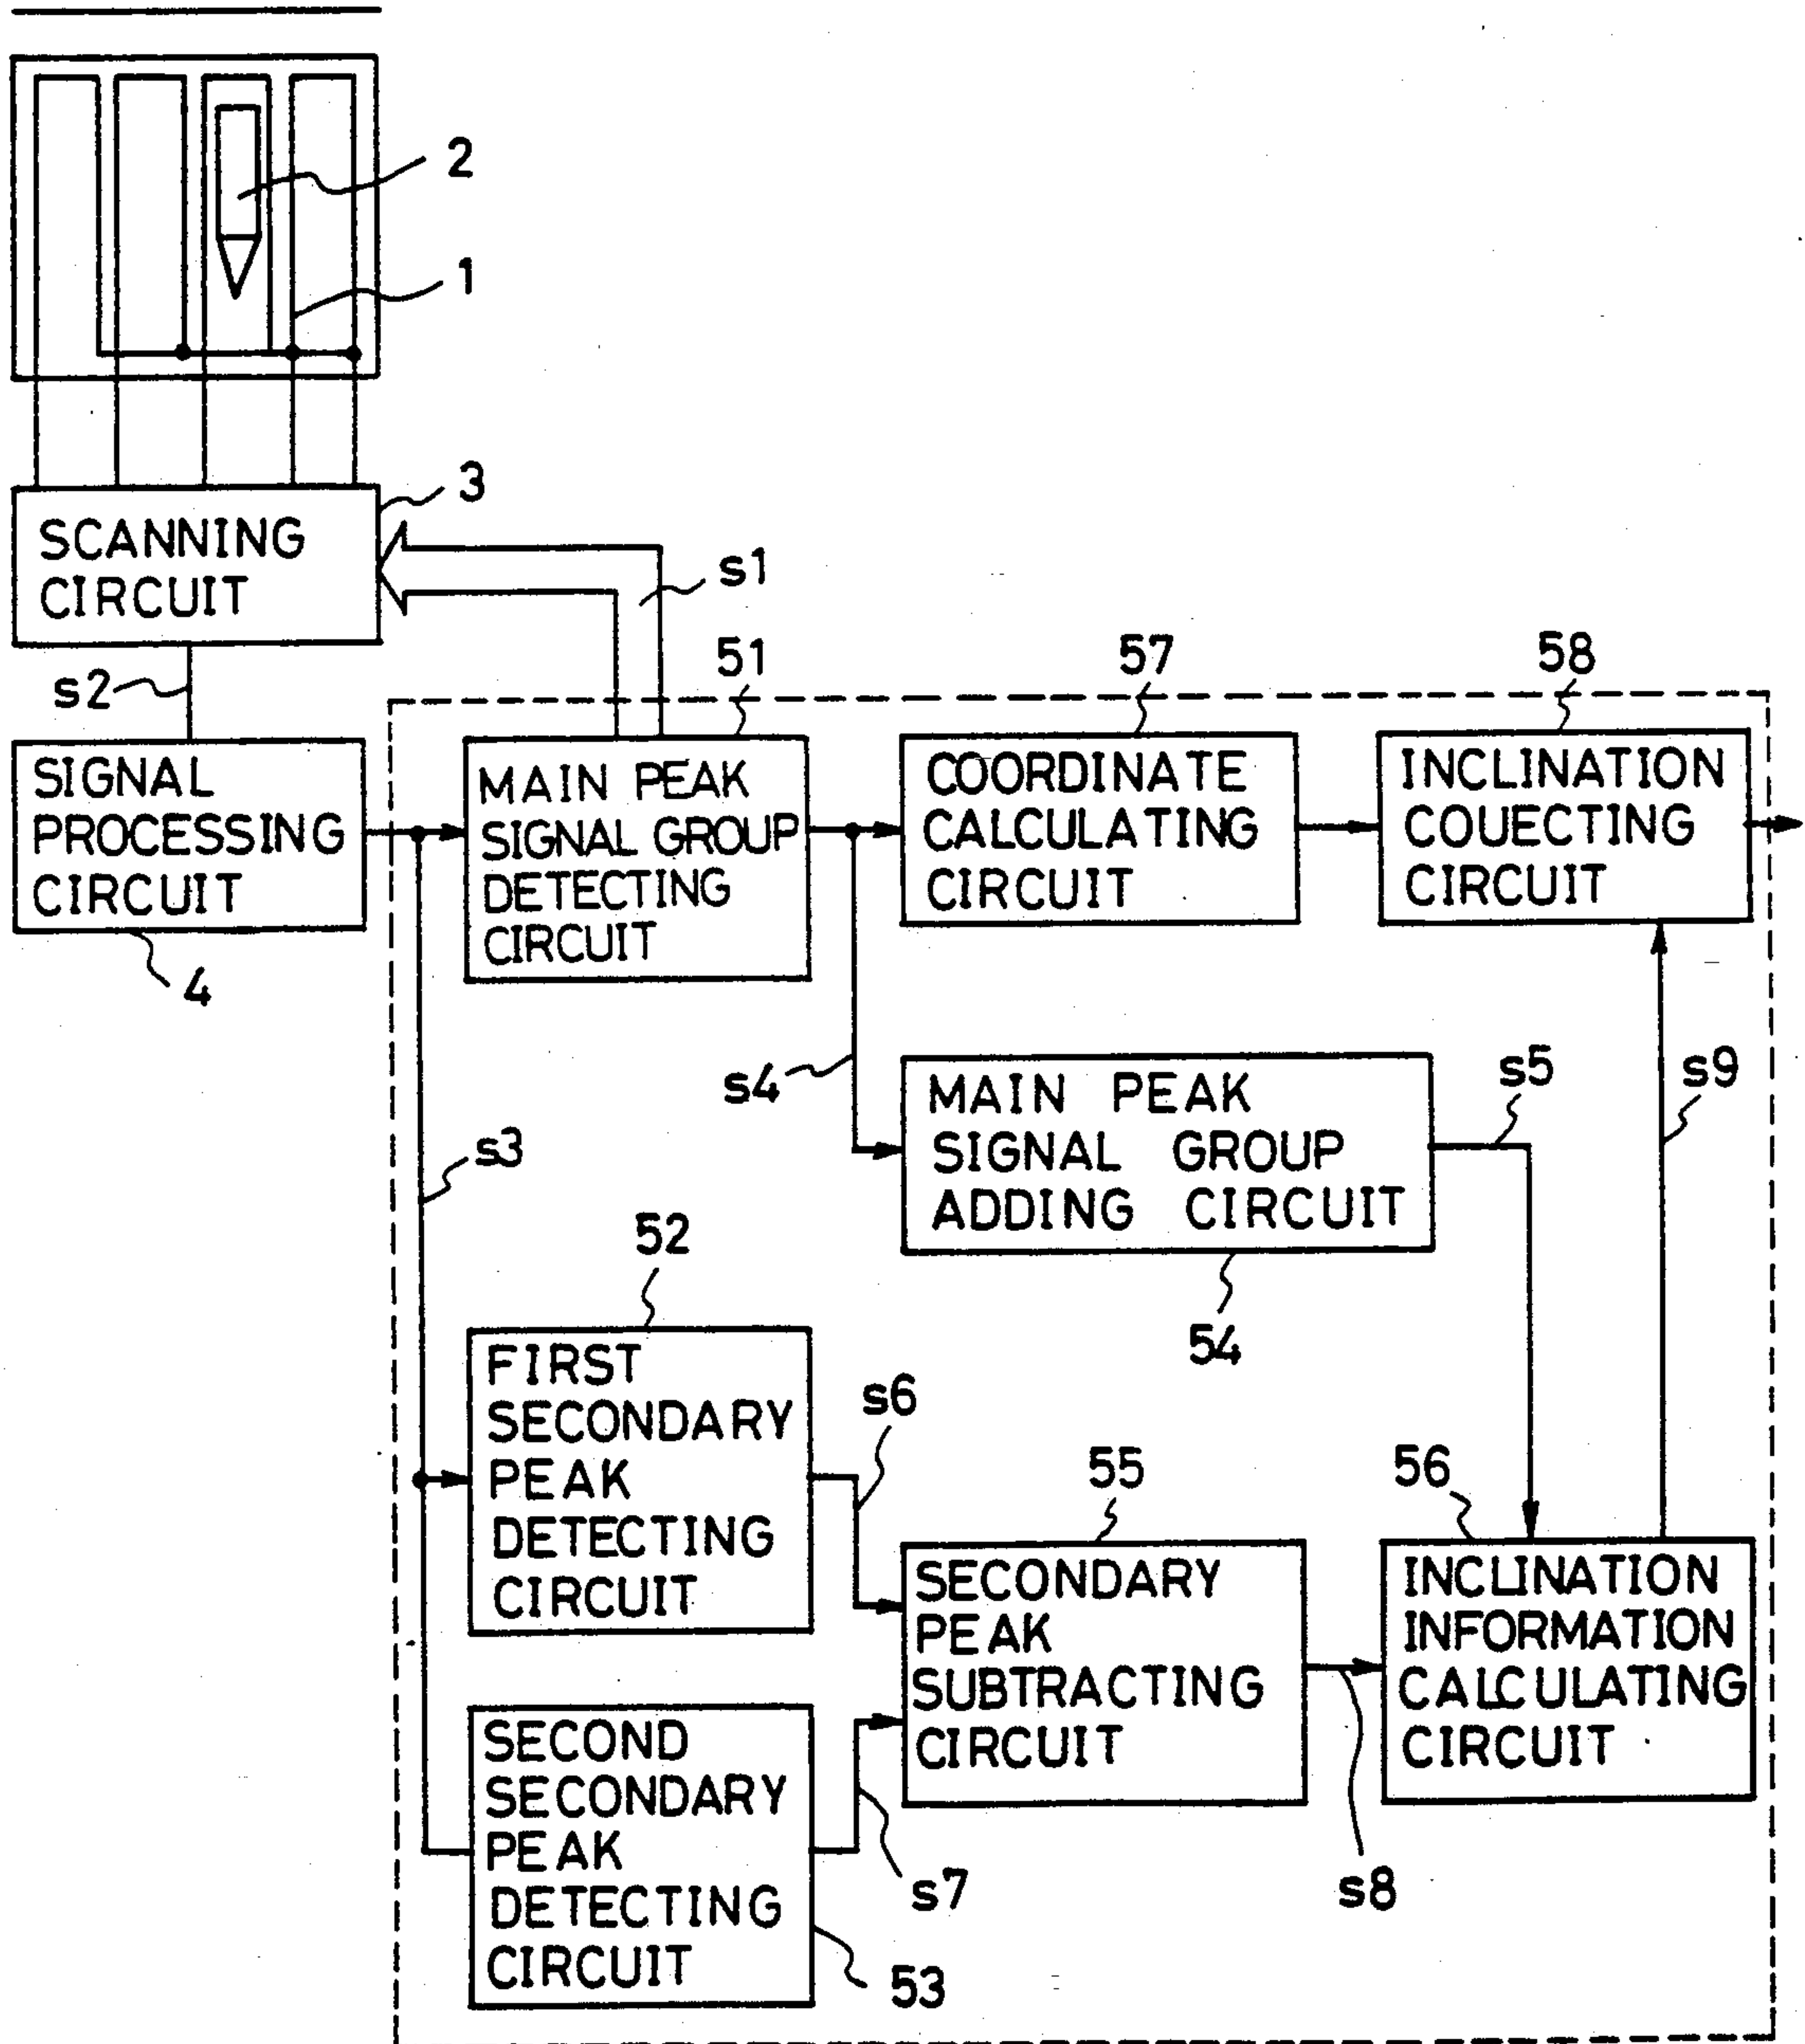 2
1
3
SCANNING
CIRCUIT
s1
s2
51
57
58
SIGNAL
PROCESSING
CIRCUIT
4
MAIN PEAK
SIGNAL GROUP
DETECTING
CIRCUIT
COORDINATE
CALCULATING
CIRCUIT
INCLINATION
COUECTING
CIRCUIT
s4
s3
MAIN PEAK
SIGNAL GROUP
ADDING CIRCUIT
54
s5
s9
52
FIRST
SECONDARY
PEAK
DETECTING
CIRCUIT
s6
55
56
SECONDARY
PEAK
SUBTRACTING
CIRCUIT
INCLINATION
INFORMATION
CALCULATING
CIRCUIT
SECOND
SECONDARY
PEAK
DETECTING
CIRCUIT
s7
s8
53